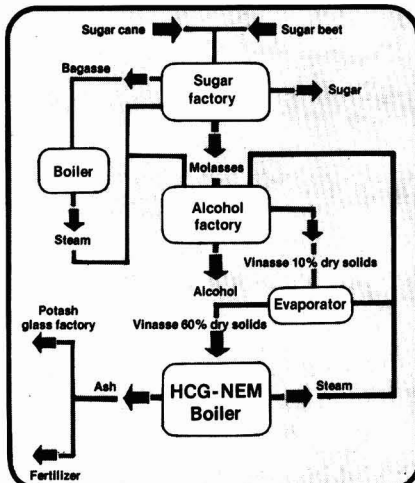 Sugar cane
Sugar beet
Bagasse
Sugar
factory
Sugar
Boiler
Molasses
Steam
Alcohol
factory
Vinasse 10% dry solids
Alcohol
Evaporator
Potash
glass factory
Vinasse 60% dry solids
Ash
HCG-NEM
Boiler
Steam
Fertilizer